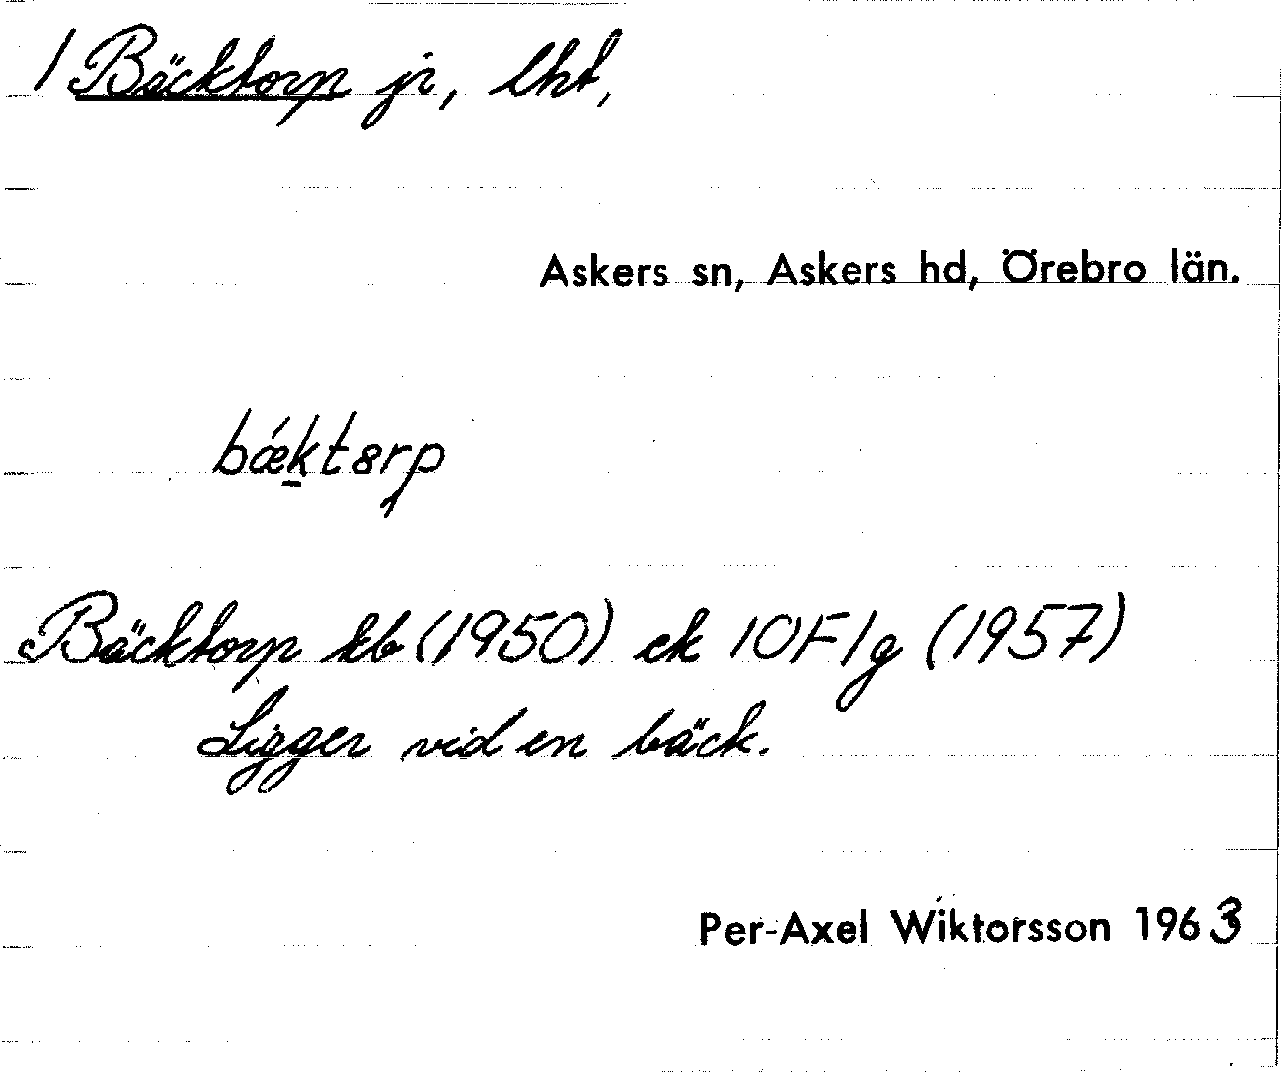 1 Bäcktorp jr, lht,
Askers sn, Askers hd, Örebro län.
bǽktərp
Bäcktorp kb (1950) ek 10F1g (1957)
Ligger vid en bäck.
Per-Axel Wiktorsson 1963